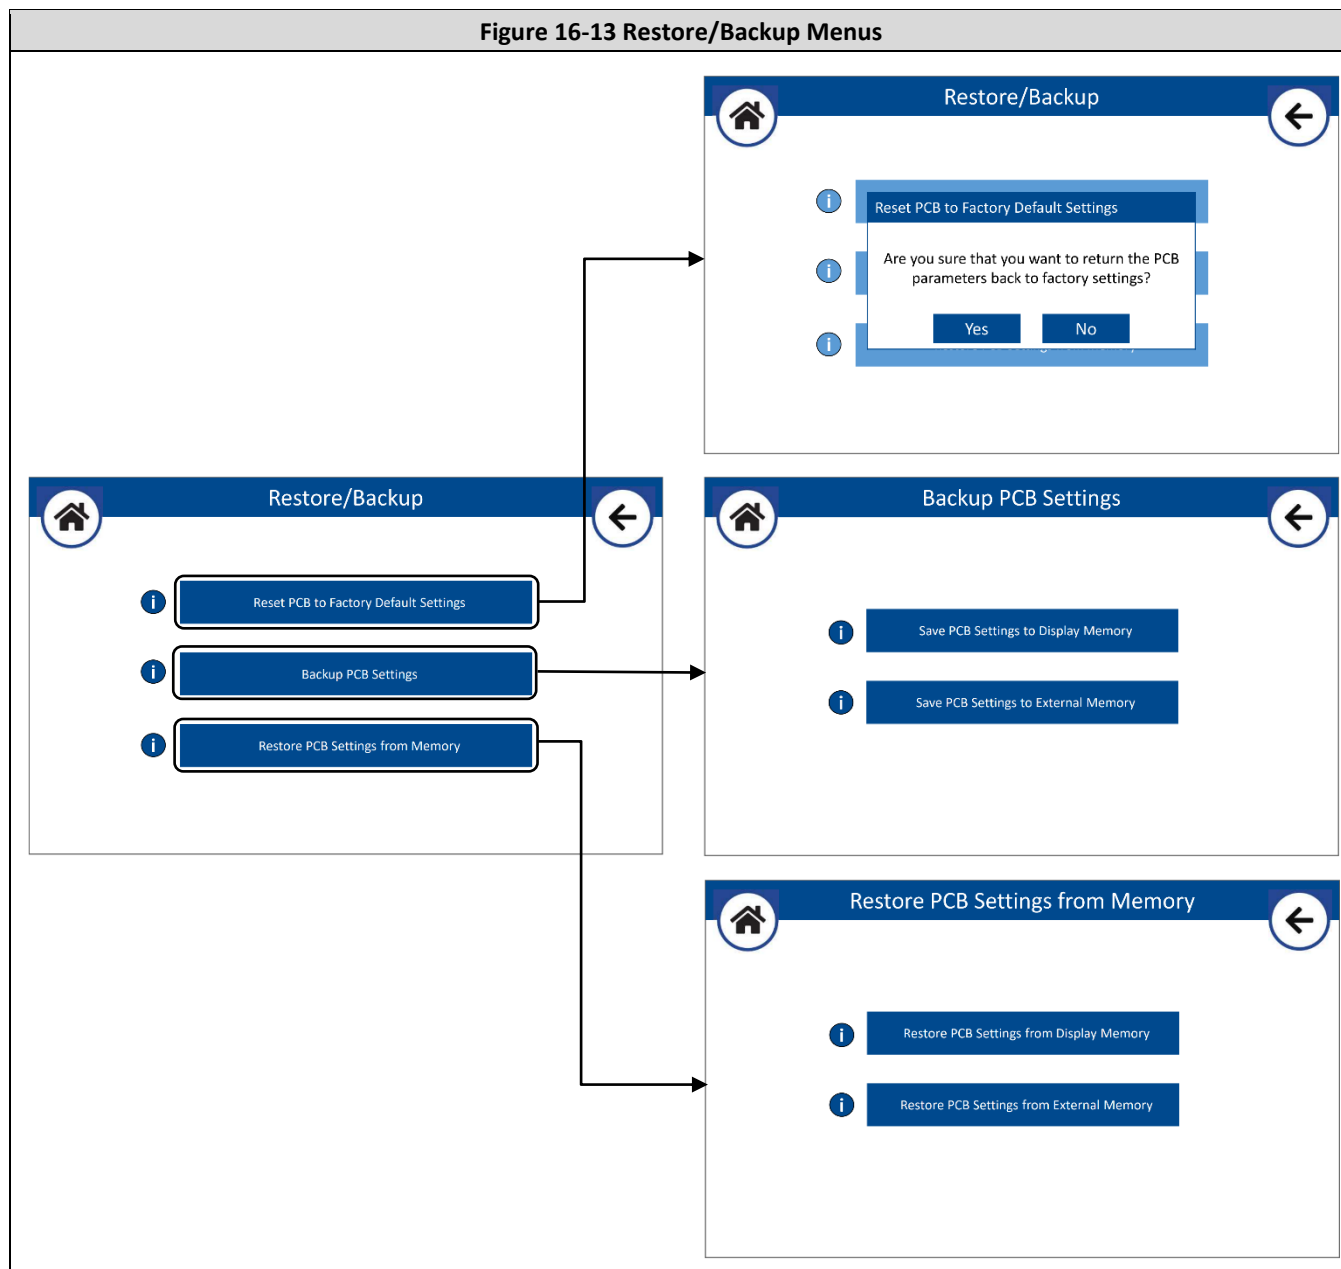 Figure 16-13 Restore/Backup Menus
Restore/Backup
i
Reset PCB to Factory Default Settings
Are you sure that you want to return the PCB
parameters back to factory settings?
i
Yes No
i
Restore/Backup
i Reset PCB to Factory Default Settings
i Backup PCB Settings
i Restore PCB Settings from Memory
Backup PCB Settings
i Save PCB Settings to Display Memory
i Save PCB Settings to External Memory
Restore PCB Settings from Memory
i Restore PCB Settings from Display Memory
i Restore PCB Settings from External Memory